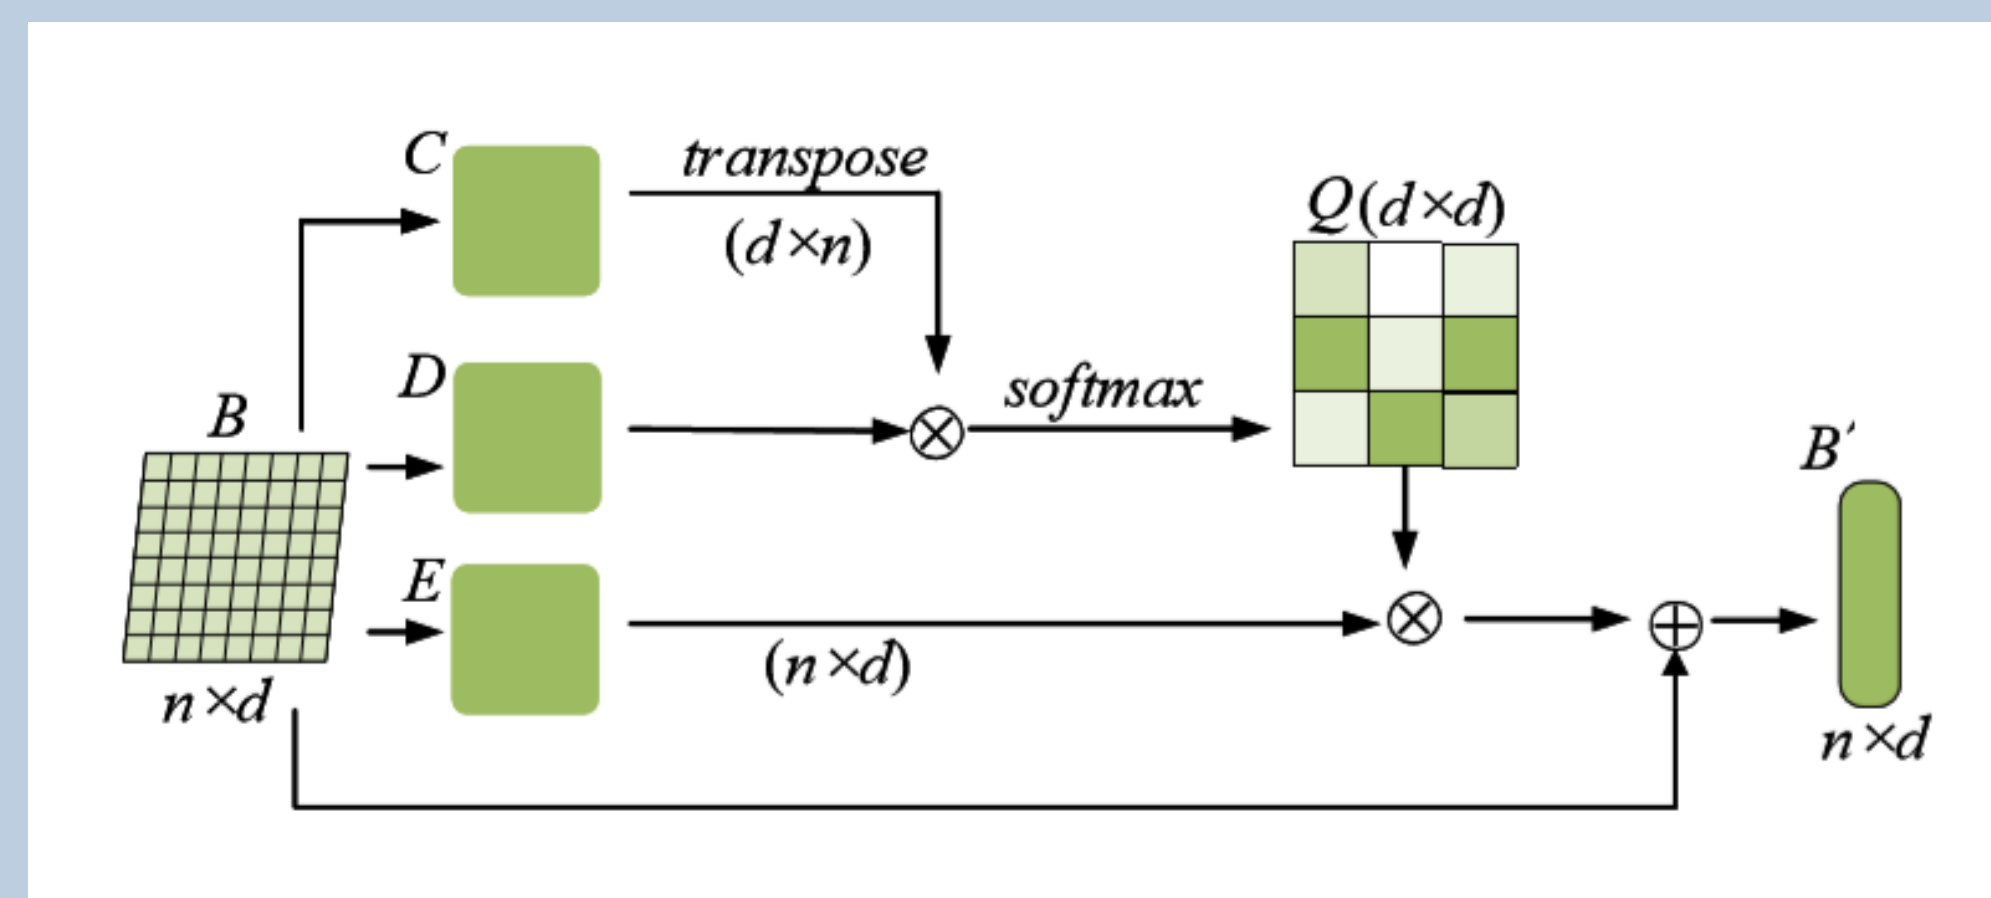 C
transpose
(d×n)
Q(d×d)
D
softmax
B
B′
E
(n×d)
n×d
n×d